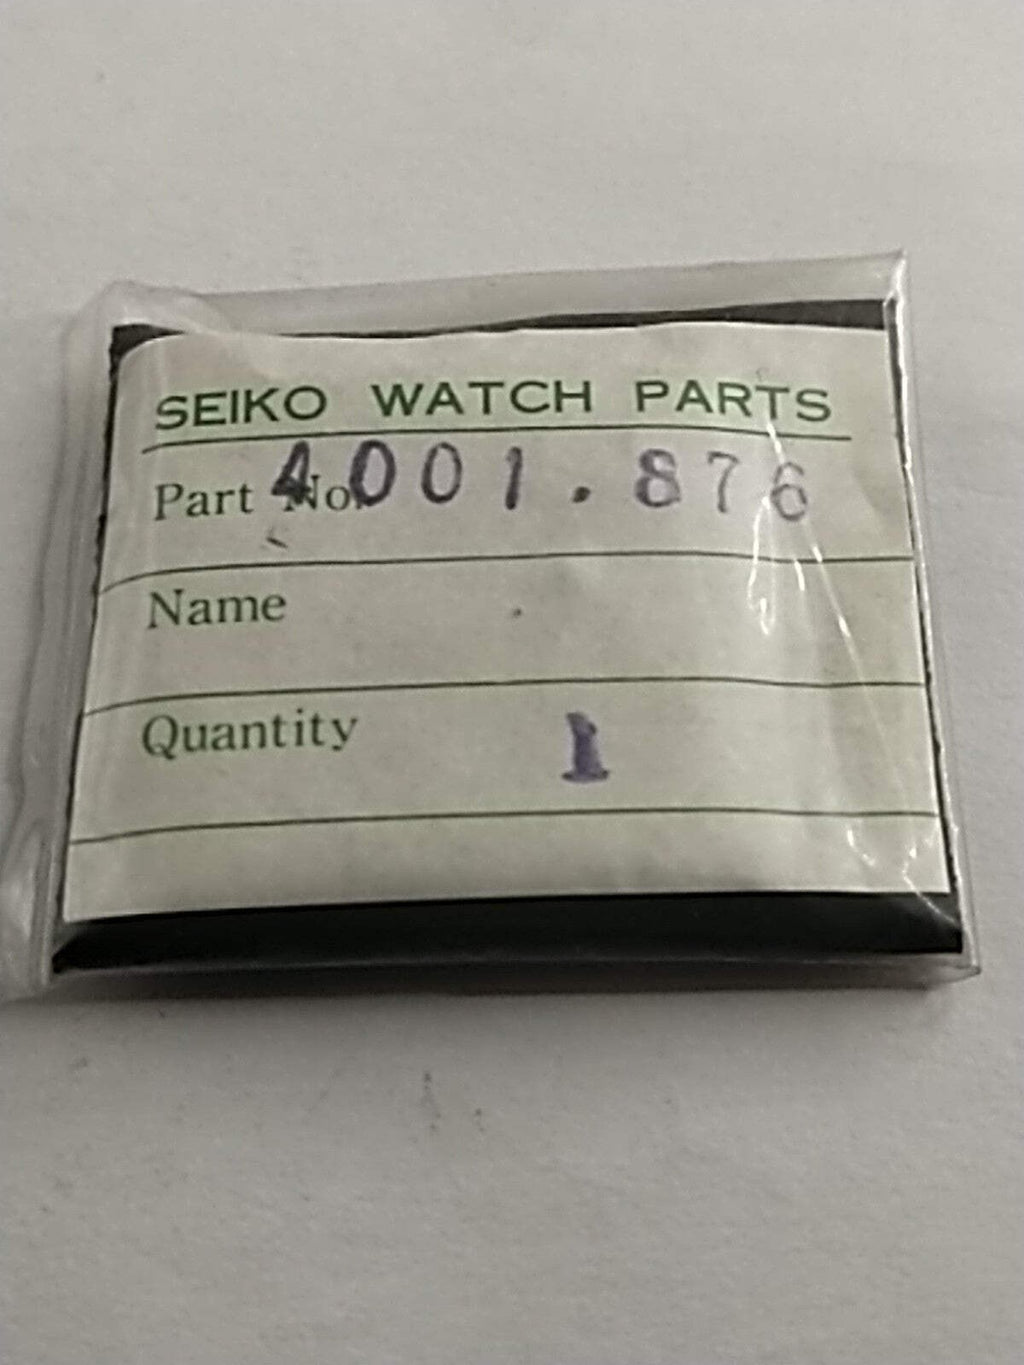 SEIKO WATCH PARTS
Part No. 4001.876
Name
Quantity 1